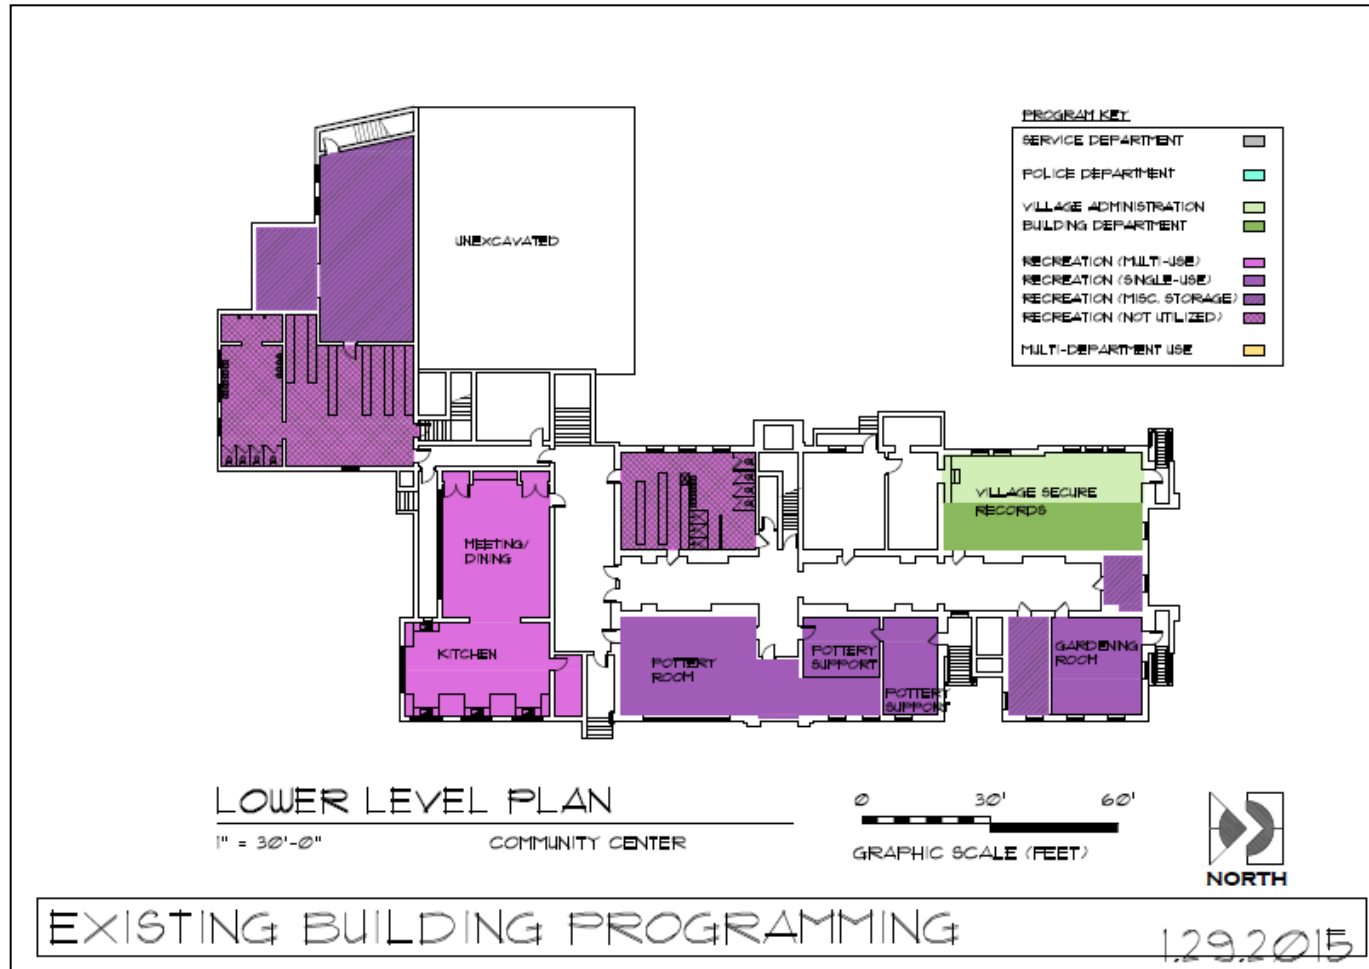 PROGRAM KEY
SERVICE DEPARTMENT
POLICE DEPARTMENT
VILLAGE ADMINISTRATION
BUILDING DEPARTMENT
RECREATION (MULTI-USE)
RECREATION (SINGLE-USE)
RECREATION (MISC. STORAGE)
RECREATION (NOT UTILIZED)
MULTI-DEPARTMENT USE
UNEXCAVATED
VILLAGE SECURE
RECORDS
MEETING/
DINING
KITCHEN
POTTERY
ROOM
POTTERY
SUPPORT
POTTERY
SUPPORT
GARDENING
ROOM
LOWER LEVEL PLAN
1" = 30'-0"
COMMUNITY CENTER
0 30' 60'
GRAPHIC SCALE (FEET)
NORTH
EXISTING BUILDING PROGRAMMING
1.29.2015